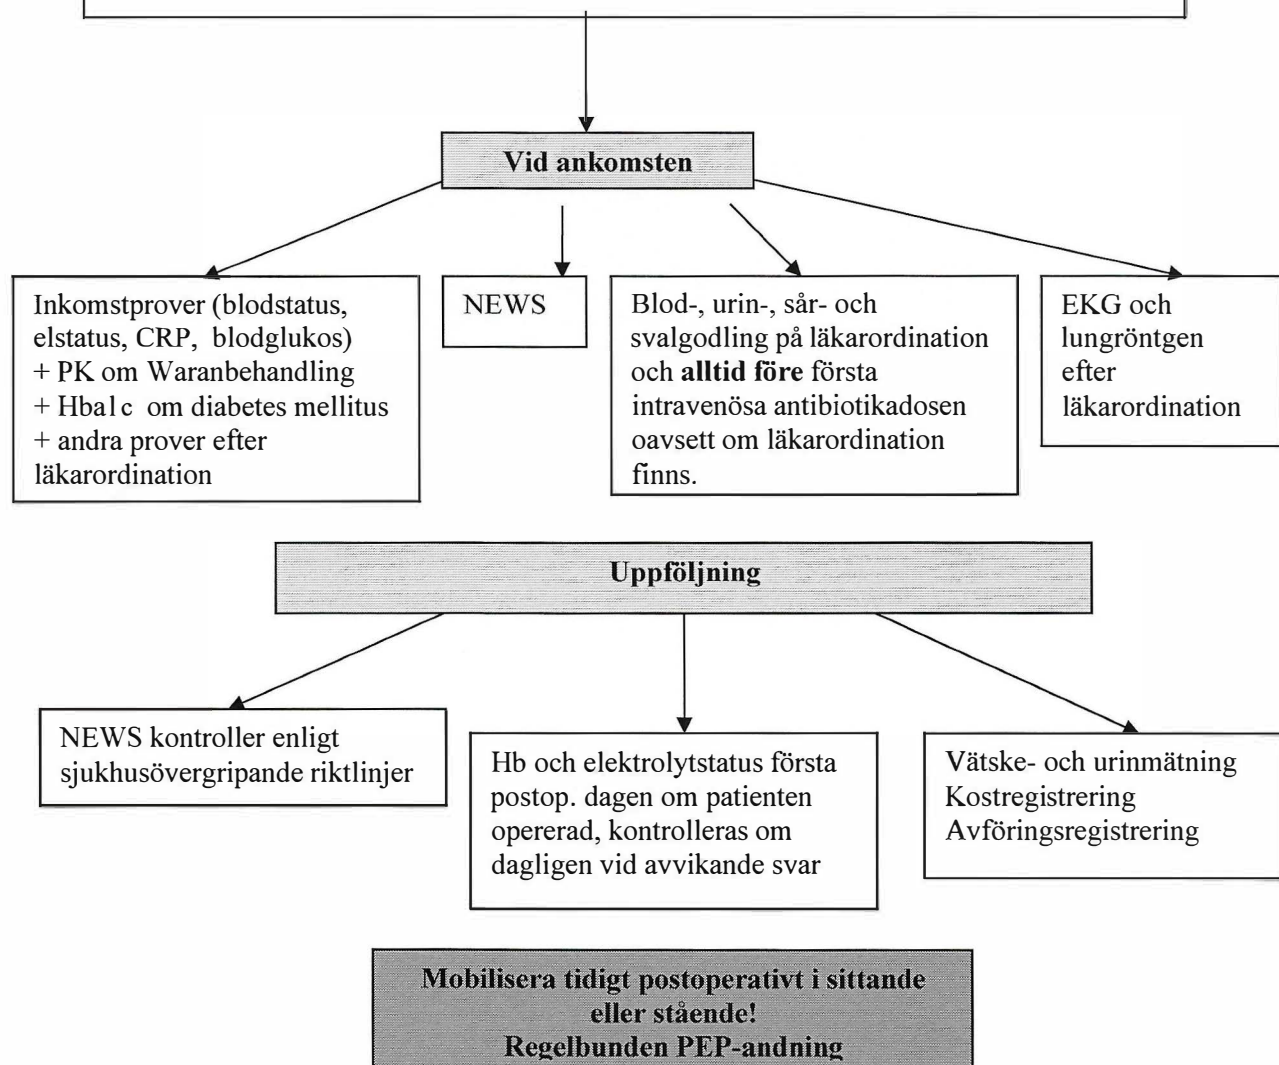 Vid ankomsten
Inkomstprover (blodstatus,
elstatus, CRP, blodglukos)
+ PK om Waranbehandling
+ Hba1c om diabetes mellitus
+ andra prover efter
läkarordination
NEWS
Blod-, urin-, sår- och
svalgodling på läkarordination
och alltid före första
intravenösa antibiotikadosen
oavsett om läkarordination
finns.
EKG och
lungröntgen
efter
läkarordination
Uppföljning
NEWS kontroller enligt
sjukhusövergripande riktlinjer
Hb och elektrolytstatus första
postop. dagen om patienten
opererad, kontrolleras om
dagligen vid avvikande svar
Vätske- och urinmätning
Kostregistrering
Avföringsregistrering
Mobilisera tidigt postoperativt i sittande
eller stående!
Regelbunden PEP-andning